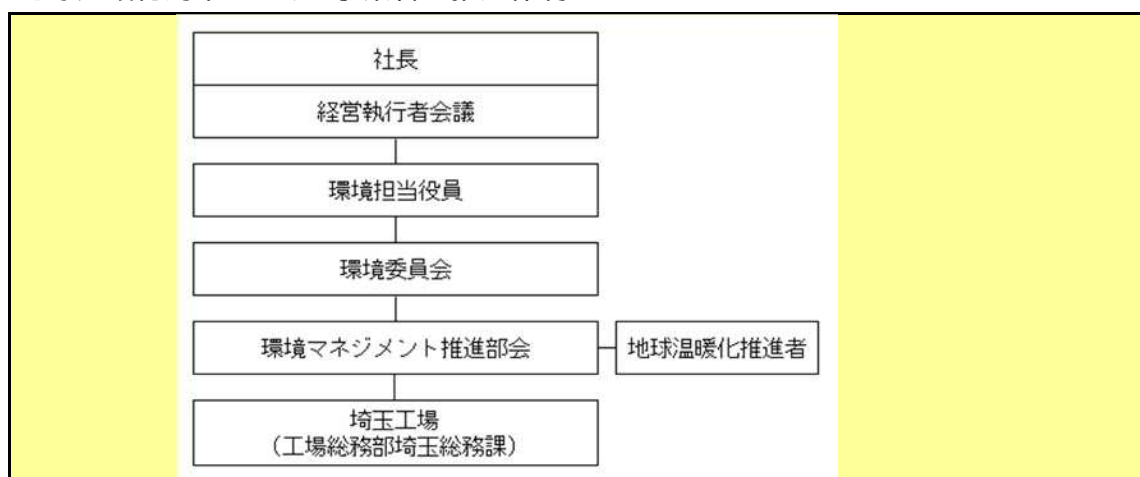 社長
経営執行者会議
環境担当役員
環境委員会
環境マネジメント推進部会
地球温暖化推進者
埼玉工場
（工場総務部埼玉総務課）